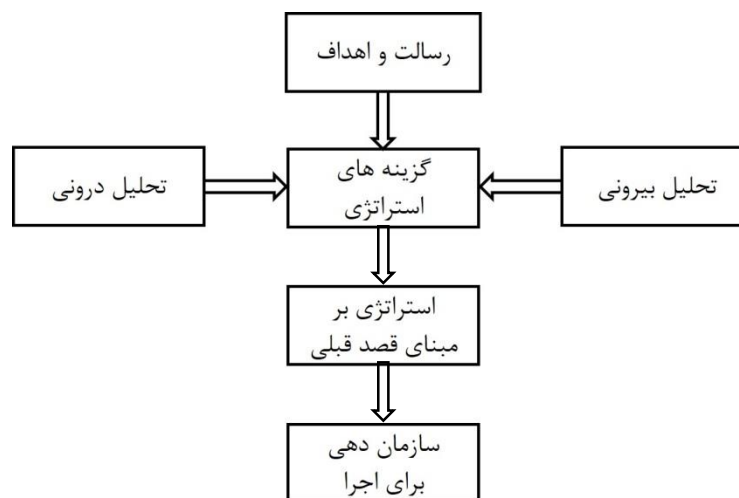 رسالت و اهداف
تحلیل بیرونی
گزینه های
استراتژی
تحلیل درونی
استراتژی بر
مبنای قصد قبلی
سازمان دهی
برای اجرا